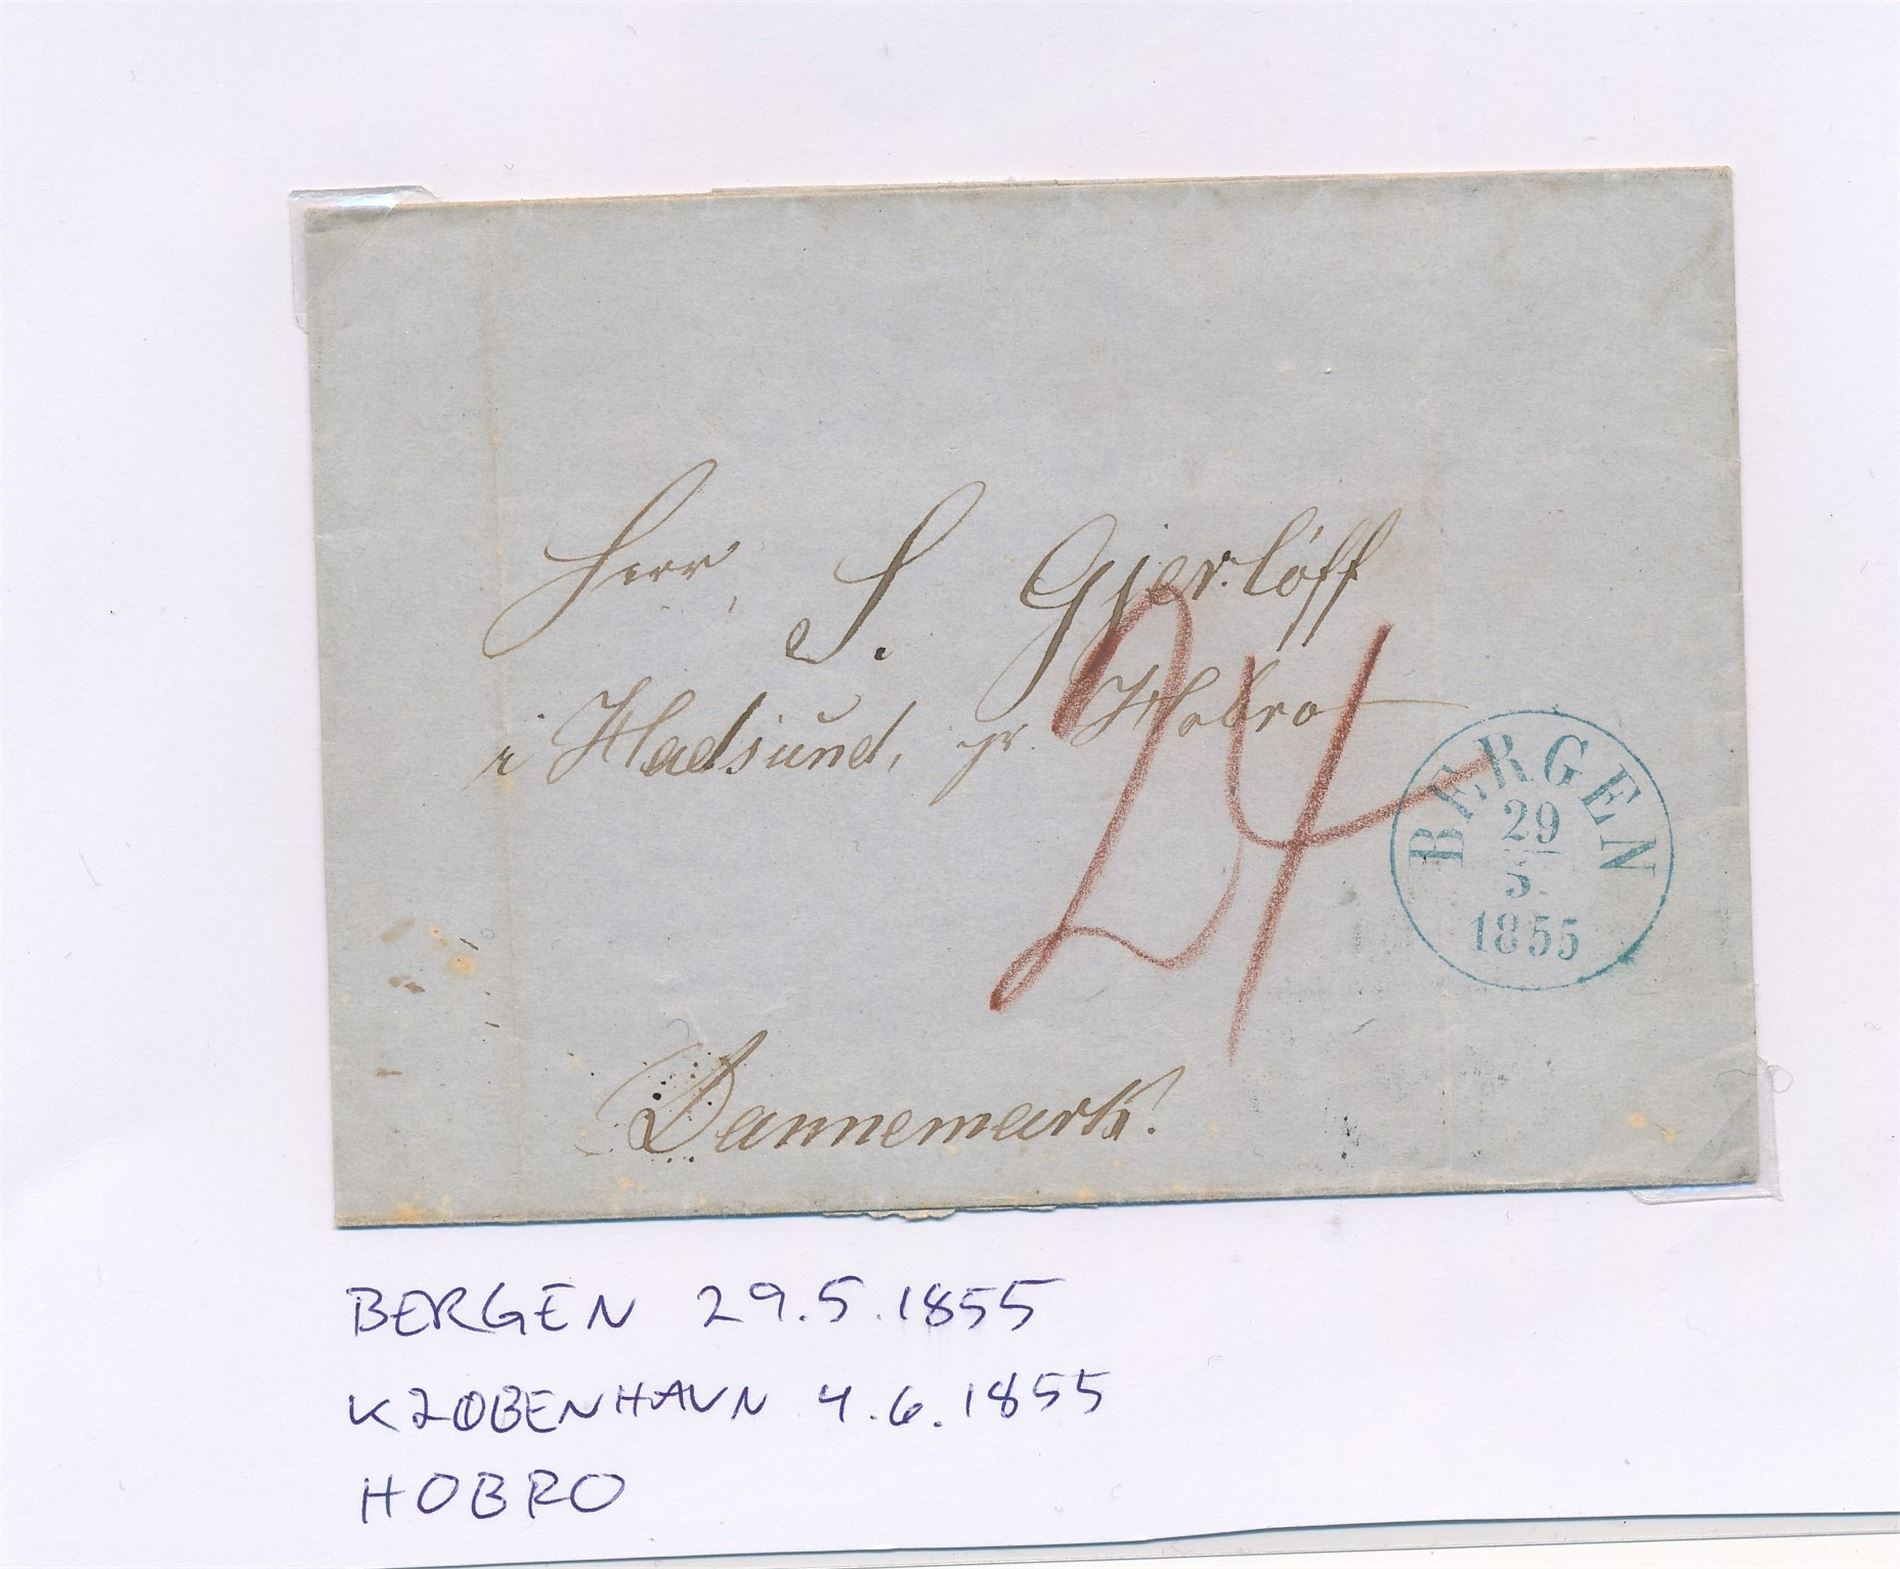 Herr, S. Gjerlöff
i Hadsund, pr. Hobro
24
BERGEN
29
5.
1855
Dannemark.
BERGEN 29.5.1855
KJØBENHAVN 4.6.1855
HOBRO